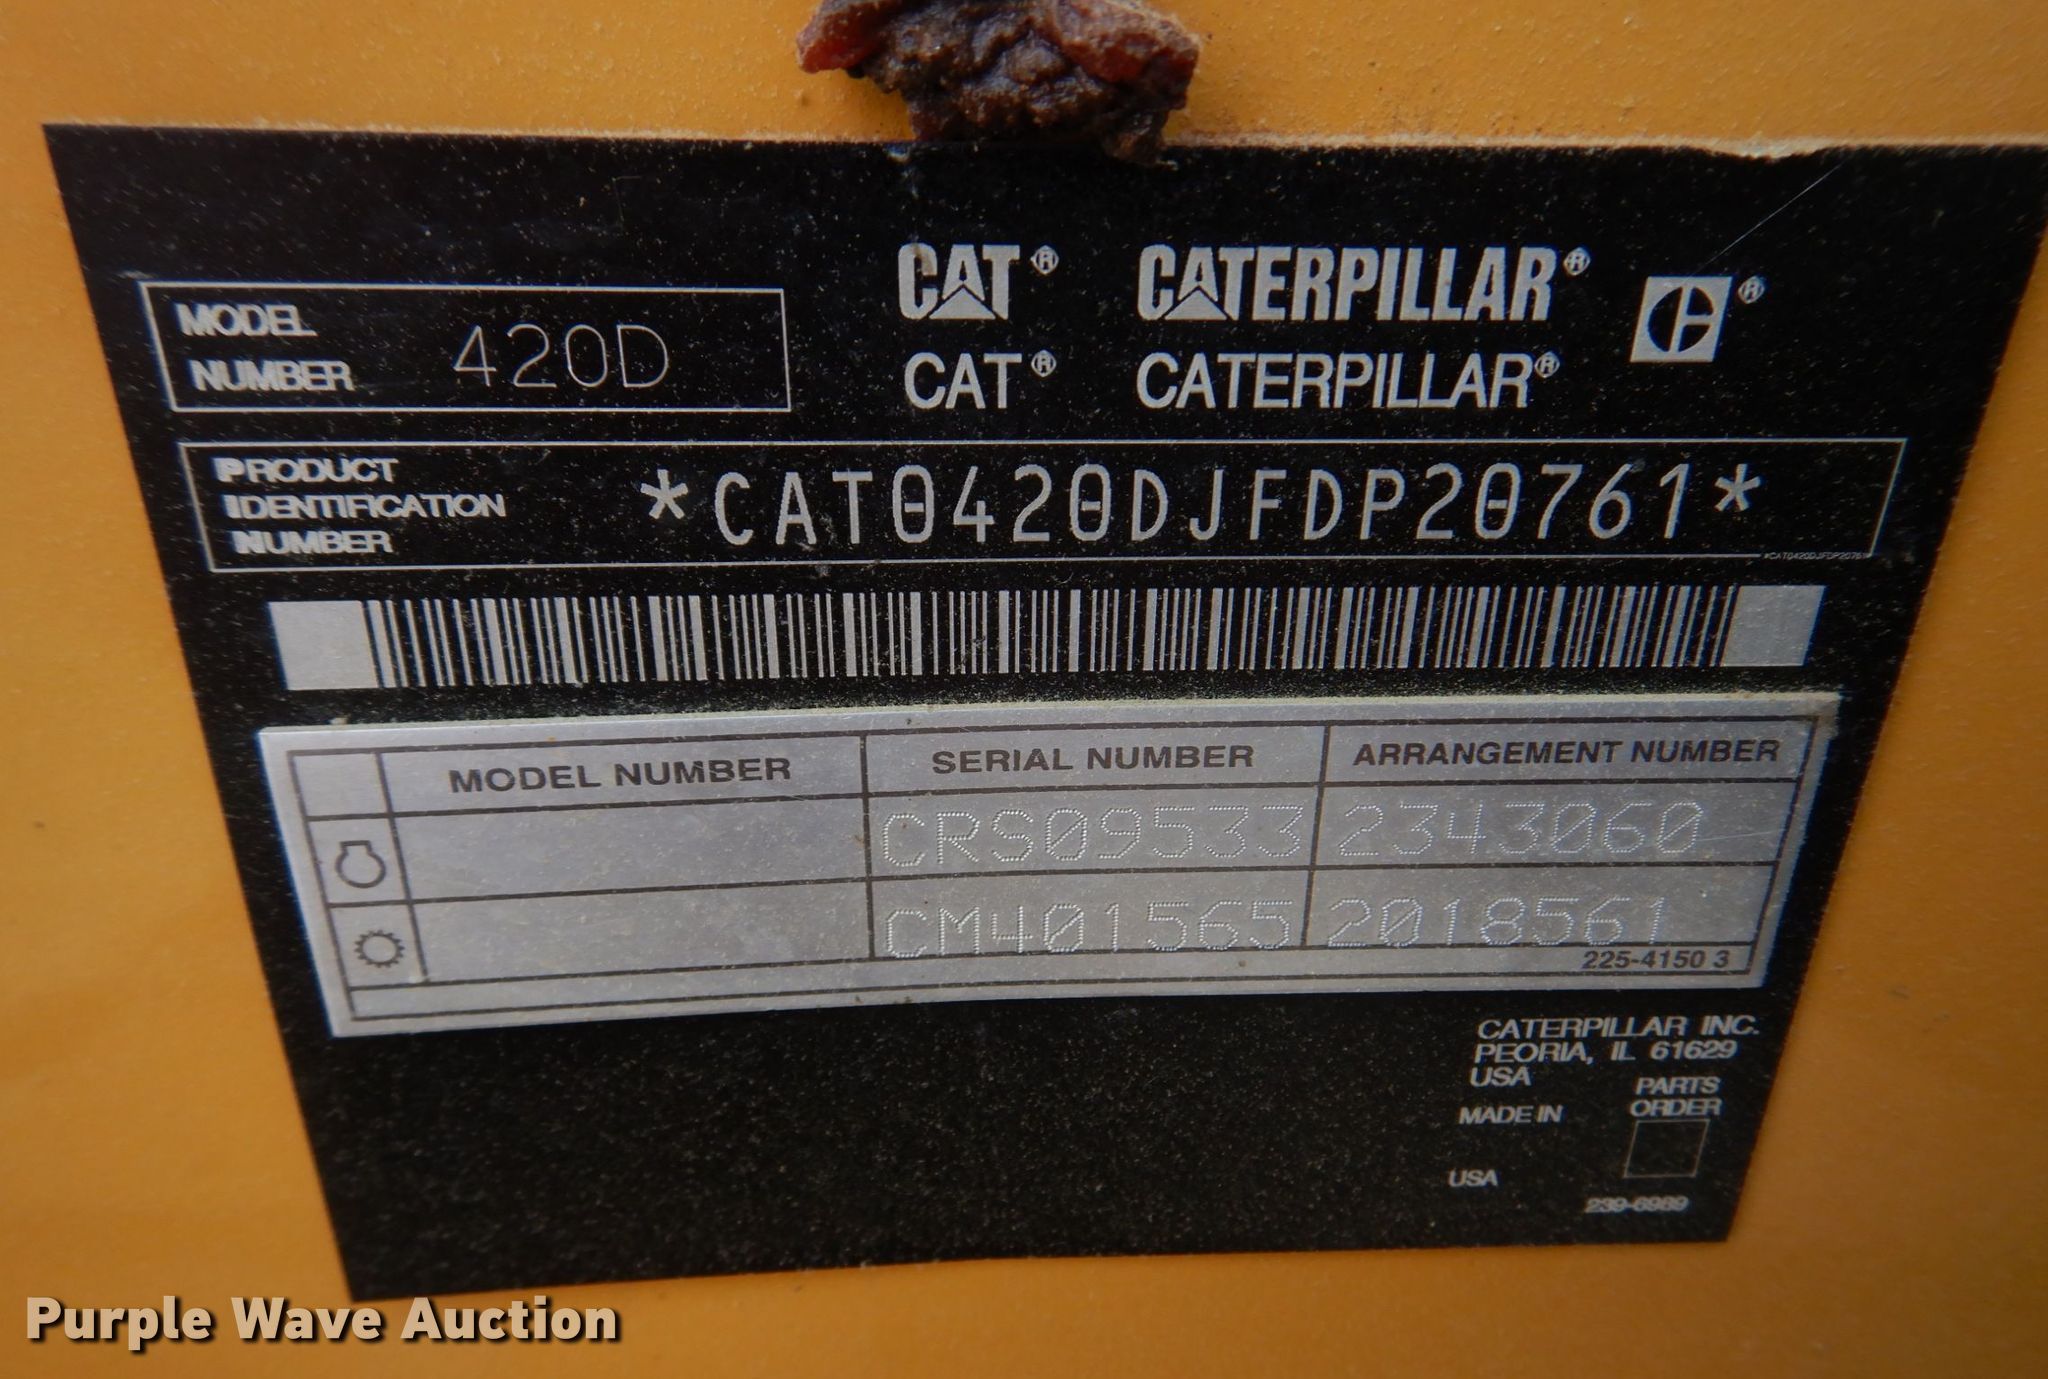 CAT® CATERPILLAR®
MODEL
NUMBER 420D
CAT® CATERPILLAR®
PRODUCT
IDENTIFICATION
NUMBER
*CAT0420DJFDP20761*
*CAT0420DJFDP20761*
MODEL NUMBER SERIAL NUMBER ARRANGEMENT NUMBER
CRS09533 2343060
CM401565 2018561
225-4150 3
CATERPILLAR INC.
PEORIA, IL 61629
USA
PARTS
ORDER
MADE IN
USA
239-6989
Purple Wave Auction